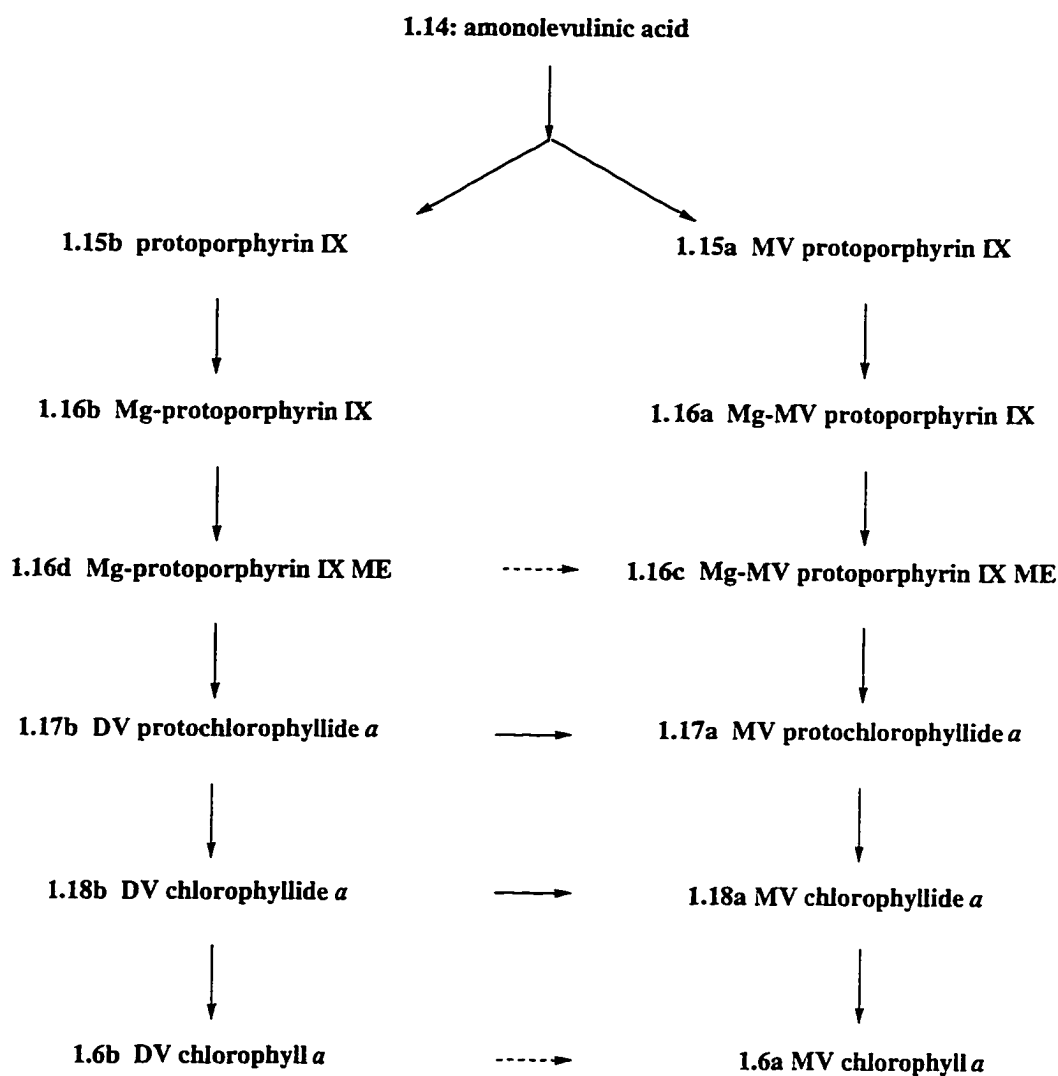 1.14: amonolevulinic acid
1.15b protoporphyrin IX
1.15a MV protoporphyrin IX
1.16b Mg-protoporphyrin IX
1.16a Mg-MV protoporphyrin IX
1.16d Mg-protoporphyrin IX ME
1.16c Mg-MV protoporphyrin IX ME
1.17b DV protochlorophyllide a
1.17a MV protochlorophyllide a
1.18b DV chlorophyllide a
1.18a MV chlorophyllide a
1.6b DV chlorophyll a
1.6a MV chlorophyll a